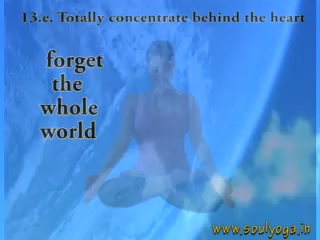 13.e. Totally concentrate behind the heart
forget
the
whole
world
www.soulyoga.in